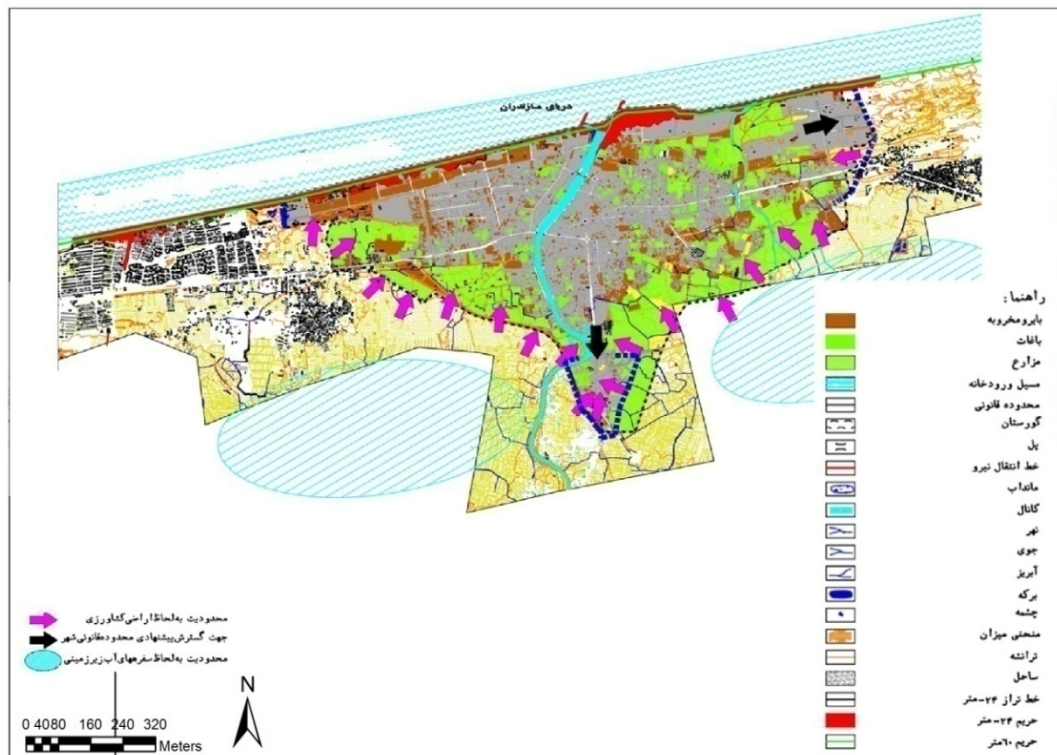 دریای مازندران
راهنما :
بایرومخروبه
باغات
مزارع
مسیل ورودخانه
محدوده قانونی
گورستان
پل
خط انتقال نیرو
مانداب
کانال
نهر
جوی
آبریز
برکه
چشمه
منحنی میزان
ترانشه
ساحل
خط تراز ۲۴-متر
حریم ۲۴-متر
حریم ۶۰متر
محدودیت به‌لحاظ اراضی کشاورزی
جهت گسترش پیشنهادی محدوده قانونی شهر
محدودیت به‌لحاظ سفره‌های آب زیرزمینی
N
0 4080 160 240 320
Meters